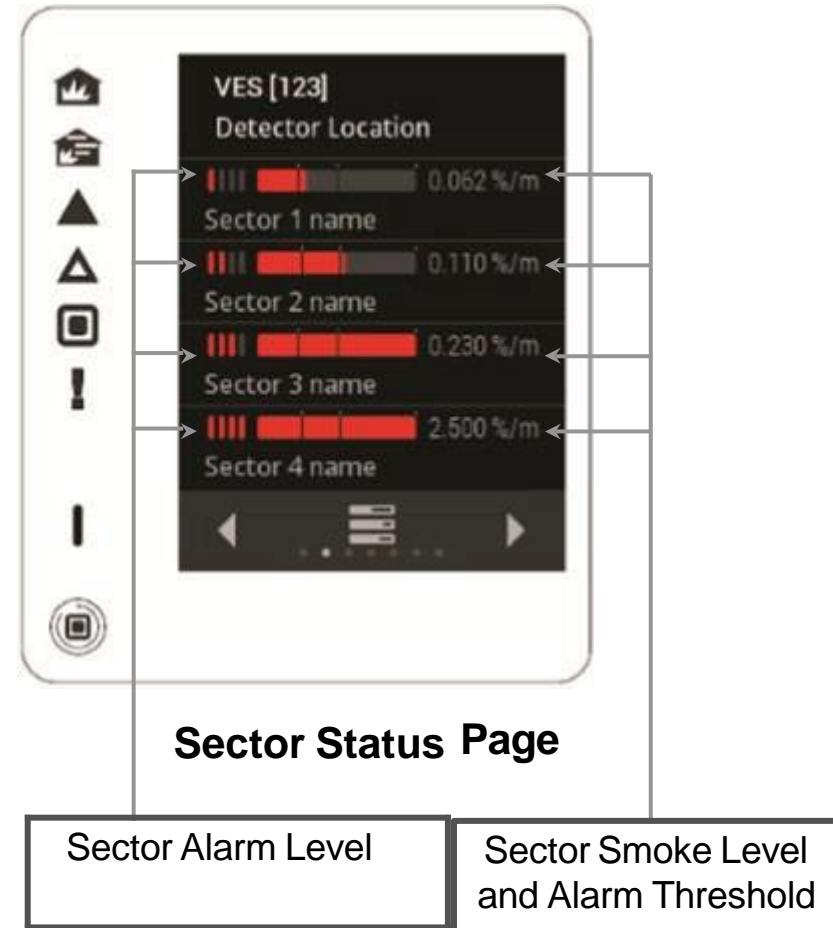 VES [123]
Detector Location
0.062 %/m
Sector 1 name
0.110 %/m
Sector 2 name
0.230 %/m
Sector 3 name
2.500 %/m
Sector 4 name
Sector Status Page
Sector Alarm Level
Sector Smoke Level
and Alarm Threshold